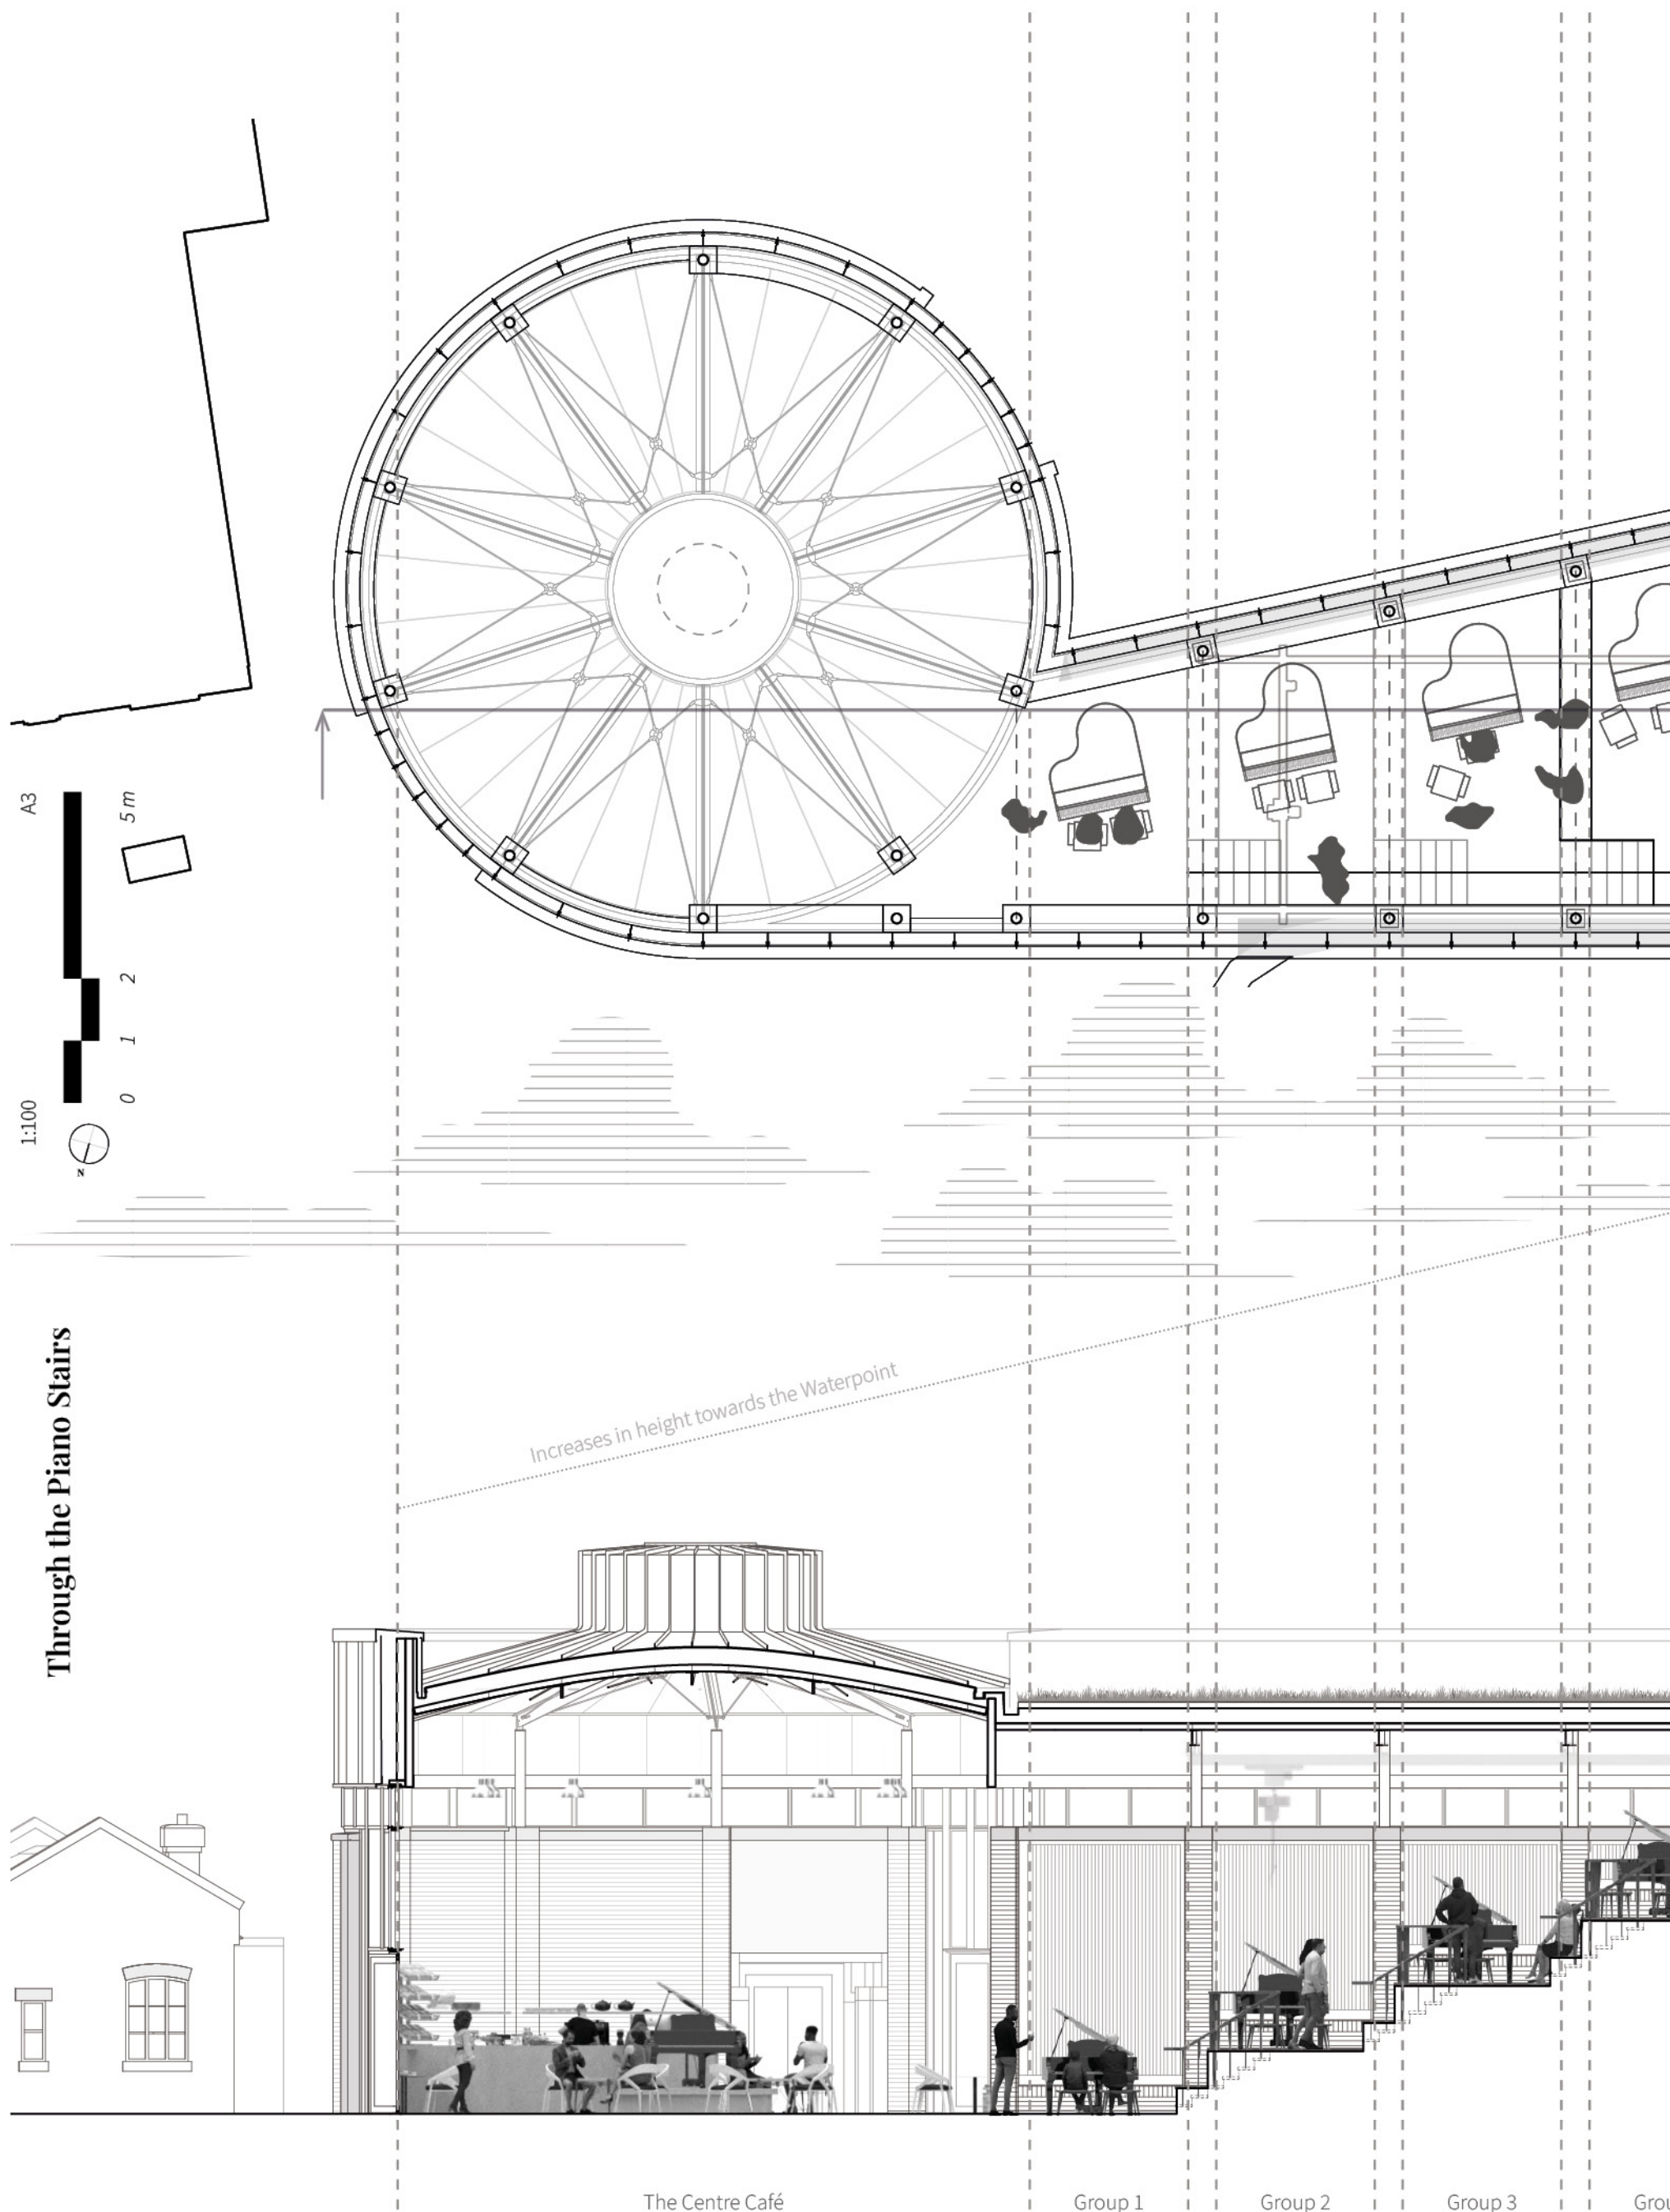 A3
5 m
2
1
0
1:100
N
Through the Piano Stairs
Increases in height towards the Waterpoint
The Centre Café
Group 1
Group 2
Group 3